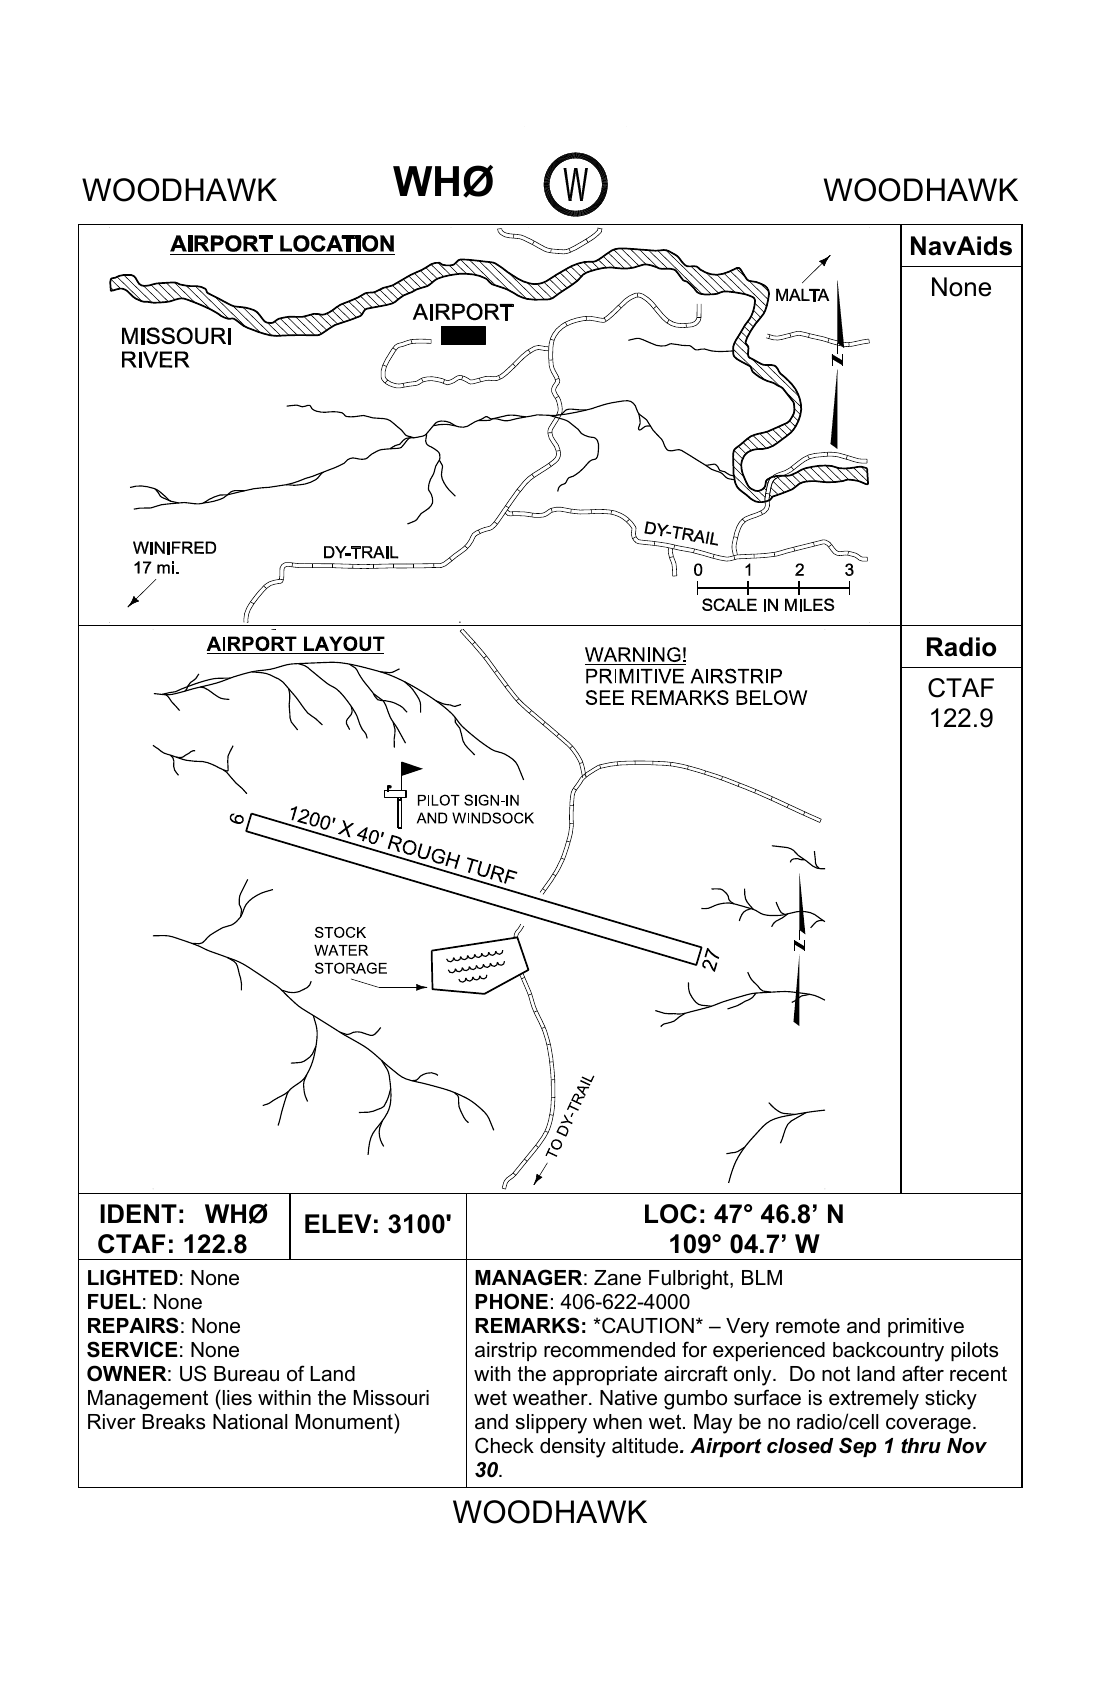 WOODHAWK WHØ W WOODHAWK
AIRPORT LOCATION
NavAids
None
MALTA
AIRPORT
MISSOURI
RIVER
N
WINIFRED
17 mi.
DY-TRAIL
DY-TRAIL
0 1 2 3
SCALE IN MILES
AIRPORT LAYOUT
WARNING!
PRIMITIVE AIRSTRIP
SEE REMARKS BELOW
Radio
CTAF
122.9
PILOT SIGN-IN
AND WINDSOCK
9
1200' X 40' ROUGH TURF
27
STOCK
WATER
STORAGE
N
TO DY-TRAIL
IDENT: WHØ
CTAF: 122.8
ELEV: 3100'
LOC: 47° 46.8’ N
109° 04.7’ W
LIGHTED: None
FUEL: None
REPAIRS: None
SERVICE: None
OWNER: US Bureau of Land
Management (lies within the Missouri
River Breaks National Monument)
MANAGER: Zane Fulbright, BLM
PHONE: 406-622-4000
REMARKS: *CAUTION* – Very remote and primitive
airstrip recommended for experienced backcountry pilots
with the appropriate aircraft only. Do not land after recent
wet weather. Native gumbo surface is extremely sticky
and slippery when wet. May be no radio/cell coverage.
Check density altitude. Airport closed Sep 1 thru Nov
30.
WOODHAWK